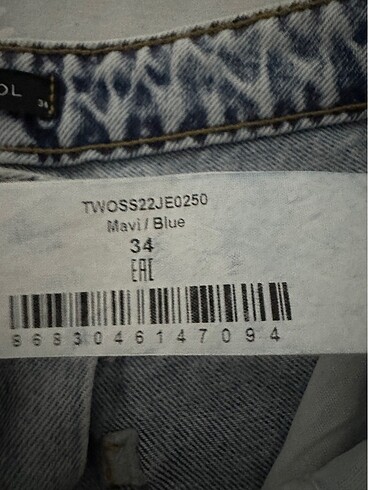 OL
34
TWOSS22JE0250
Mavi / Blue
34
EAC
8683046147094